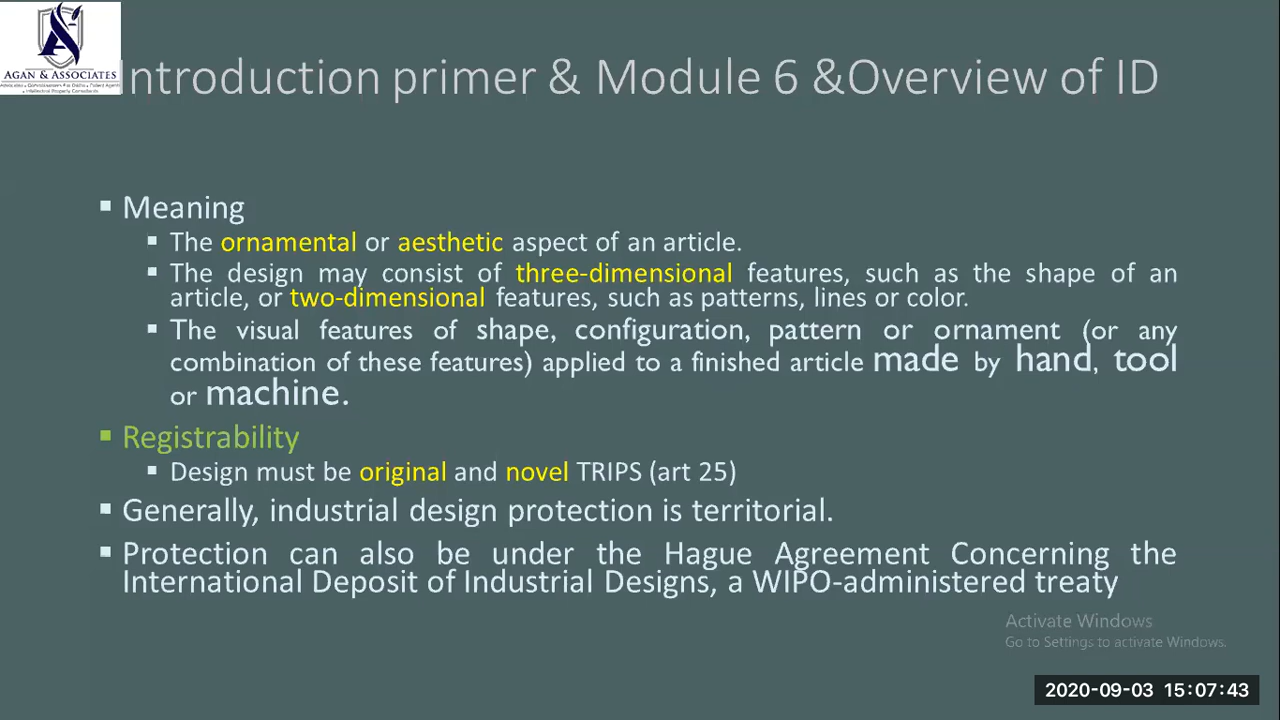 AGAN & ASSOCIATES
Introduction primer & Module 6 &Overview of ID
Meaning
The ornamental or aesthetic aspect of an article.
The design may consist of three-dimensional features, such as the shape of an
article, or two-dimensional features, such as patterns, lines or color.
The visual features of shape, configuration, pattern or ornament (or any
combination of these features) applied to a finished article made by hand, tool
or machine.
Registrability
Design must be original and novel TRIPS (art 25)
Generally, industrial design protection is territorial.
Protection can also be under the Hague Agreement Concerning the
International Deposit of Industrial Designs, a WIPO-administered treaty
Activate Windows
Go to Settings to activate Windows.
2020-09-03 15:07:43